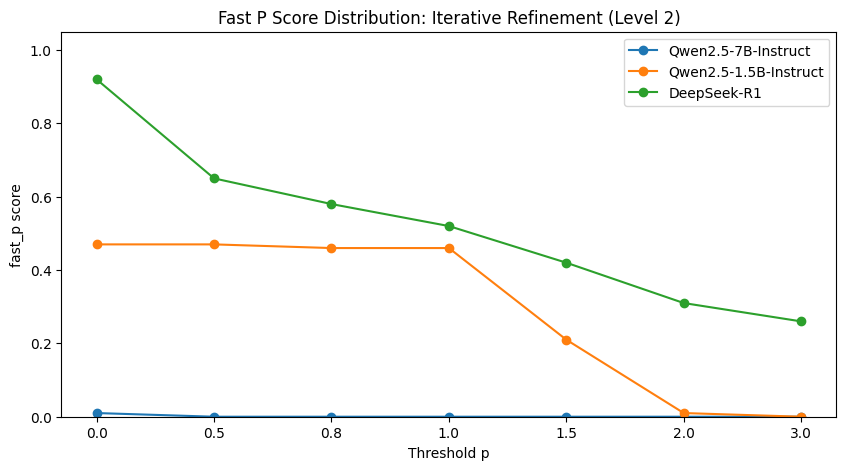 Fast P Score Distribution: Iterative Refinement (Level 2)
Qwen2.5-7B-Instruct
Qwen2.5-1.5B-Instruct
DeepSeek-R1
1.0
0.8
0.6
0.4
0.2
0.0
fast_p score
0.0 0.5 0.8 1.0 1.5 2.0 3.0
Threshold p